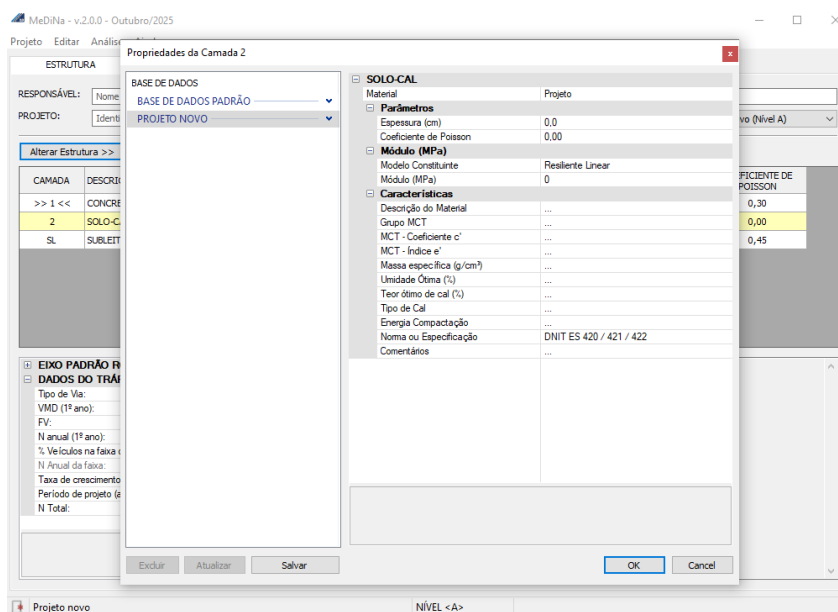 MeDiNa - v.2.0.0 - Outubro/2025
Projeto Editar
Propriedades da Camada 2
x
ESTRUTURA
RESPONSÁVEL: Nome
PROJETO: Identi
vo (Nível A)
Alterar Estrutura >>
CAMADA
COEFICIENTE DE
POISSON
>> 1 << CONCRE 0,30
2 SOLO-CA 0,00
SL SUBLEIT 0,45
BASE DE DADOS
BASE DE DADOS PADRÃO
PROJETO NOVO
SOLO-CAL
Material Projeto
Parâmetros
Espessura (cm) 0,0
Coeficiente de Poisson 0,00
Módulo (MPa)
Modelo Constituinte Resiliente Linear
Módulo (MPa) 0
Características
Descrição do Material ...
Grupo MCT ...
MCT - Coeficiente c' ...
MCT - Índice e' ...
Massa específica (g/cm³) ...
Umidade Ótima (%) ...
Teor ótimo de cal (%) ...
Tipo de Cal ...
Energia Compactação ...
Norma ou Especificação DNIT ES 420 / 421 / 422
Comentários ...
EIXO PADRÃO R
DADOS DO TRÁF
Tipo de Via:
VMD (1º ano):
FV:
N anual (1º ano):
% Veículos na faixa
N Anual da faixa:
Taxa de crescimento
Período de projeto (a
N Total:
Excluir Atualizar Salvar OK Cancel
Projeto novo NÍVEL <A>